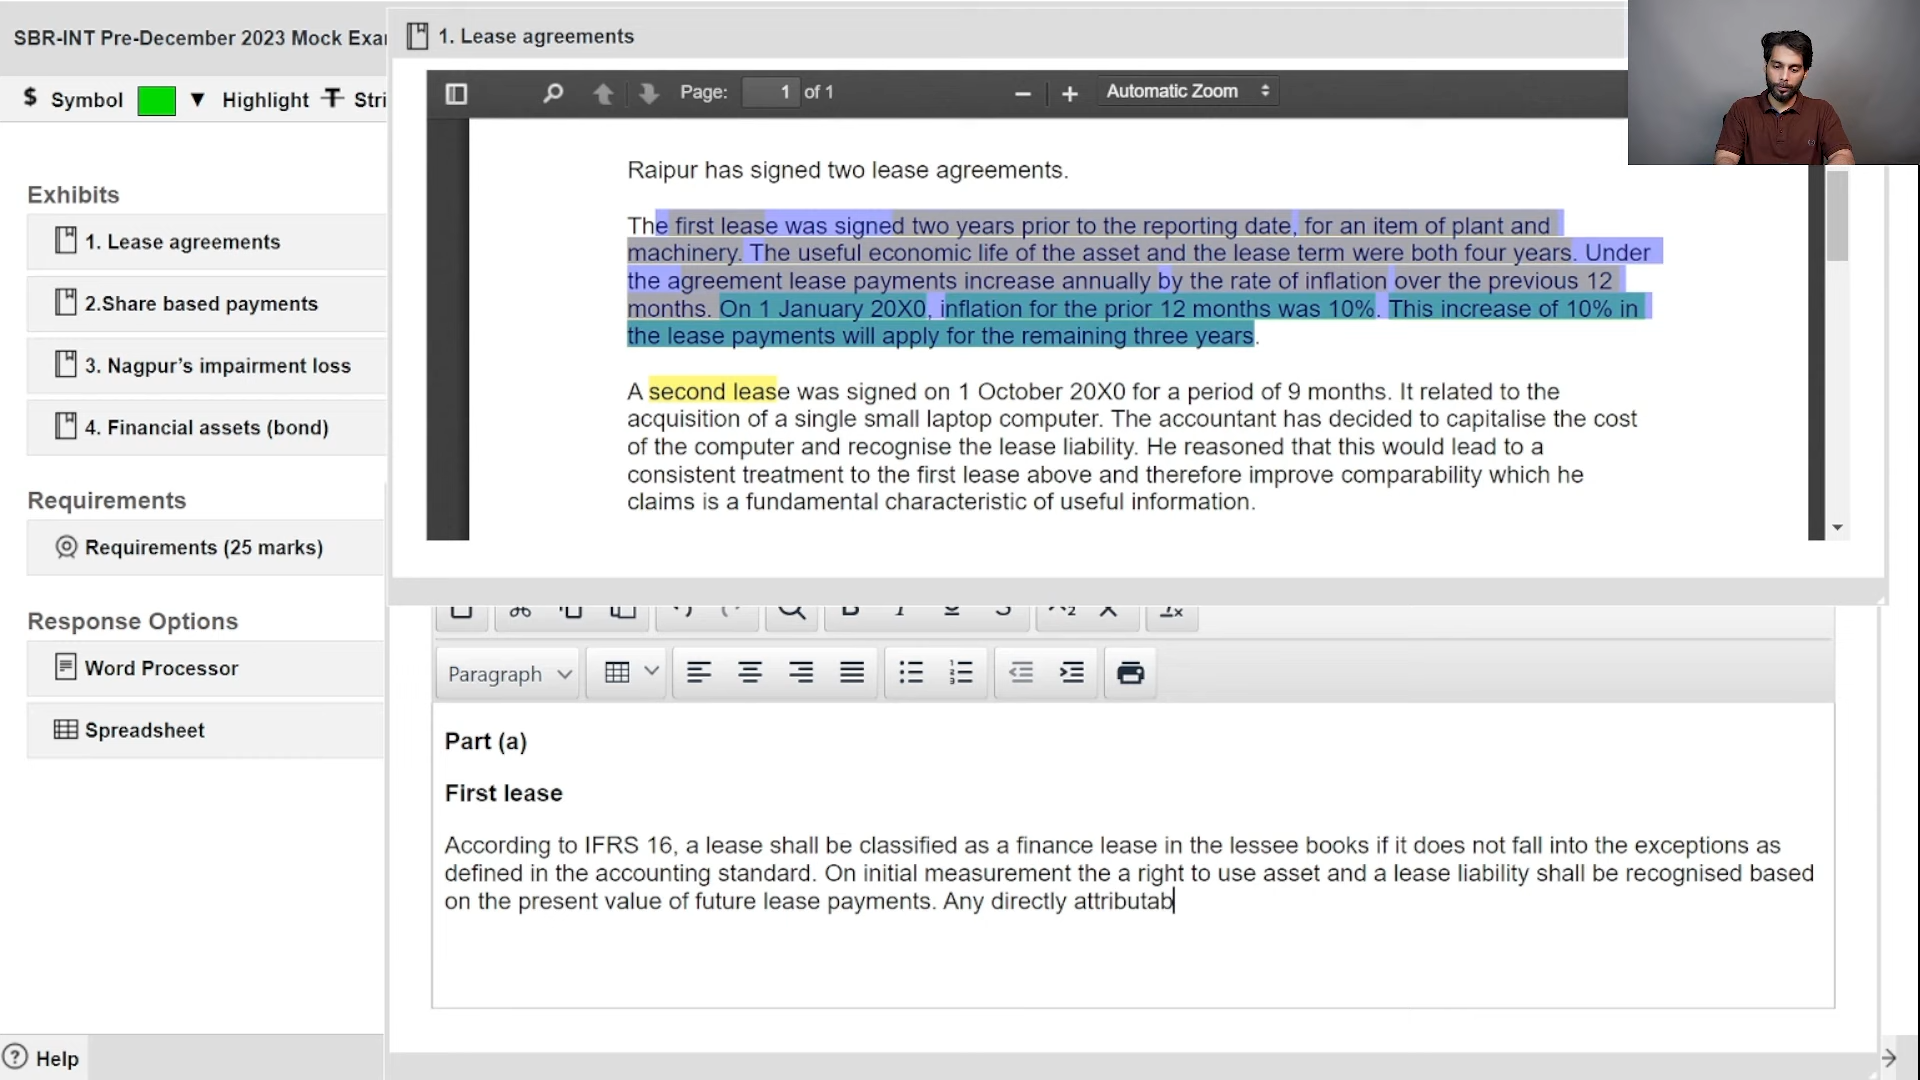 SBR-INT Pre-December 2023 Mock Exa
1. Lease agreements
$ Symbol Highlight Stri
Page: 1 of 1
Automatic Zoom
Raipur has signed two lease agreements.
The first lease was signed two years prior to the reporting date, for an item of plant and
machinery. The useful economic life of the asset and the lease term were both four years. Under
the agreement lease payments increase annually by the rate of inflation over the previous 12
months. On 1 January 20X0, inflation for the prior 12 months was 10%. This increase of 10% in
the lease payments will apply for the remaining three years.
A second lease was signed on 1 October 20X0 for a period of 9 months. It related to the
acquisition of a single small laptop computer. The accountant has decided to capitalise the cost
of the computer and recognise the lease liability. He reasoned that this would lead to a
consistent treatment to the first lease above and therefore improve comparability which he
claims is a fundamental characteristic of useful information.
Exhibits
1. Lease agreements
2.Share based payments
3. Nagpur's impairment loss
4. Financial assets (bond)
Requirements
Requirements (25 marks)
Response Options
Word Processor
Spreadsheet
Paragraph
Part (a)
First lease
According to IFRS 16, a lease shall be classified as a finance lease in the lessee books if it does not fall into the exceptions as
defined in the accounting standard. On initial measurement the a right to use asset and a lease liability shall be recognised based
on the present value of future lease payments. Any directly attributab
Help